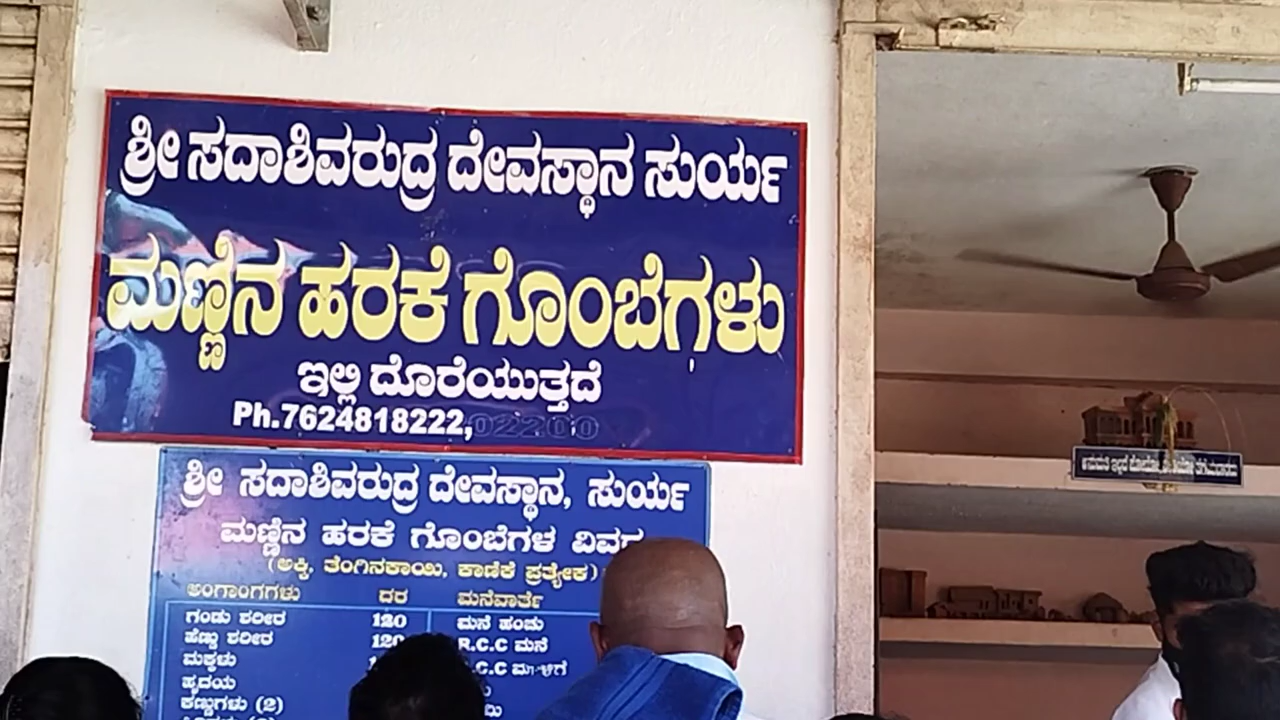 ಶ್ರೀ ಸದಾಶಿವರುದ್ರ ದೇವಸ್ಥಾನ ಸುರ್ಯ
ಮಣ್ಣಿನ ಹರಕೆ ಗೊಂಬೆಗಳು
ಇಲ್ಲಿ ದೊರೆಯುತ್ತದೆ
Ph.7624818222,
ಶ್ರೀ ಸದಾಶಿವರುದ್ರ ದೇವಸ್ಥಾನ, ಸುರ್ಯ
ಮಣ್ಣಿನ ಹರಕೆ ಗೊಂಬೆಗಳ
(ಅಕ್ಕಿ, ತೆಂಗಿನಕಾಯಿ, ಕಾಣಿಕೆ ಪ್ರತ್ಯೇಕ)
ಅಂಗಾಂಗಗಳು ದರ ಮನೆವಾರ್ತೆ
ಗಂಡು ಶರೀರ 120 ಮನೆ ಹಂಚು
ಹೆಣ್ಣು ಶರೀರ 120 R.C.C ಮನೆ
ಮಕ್ಕಳು
ಹೃದಯ
ಕಣ್ಣುಗಳು (2)